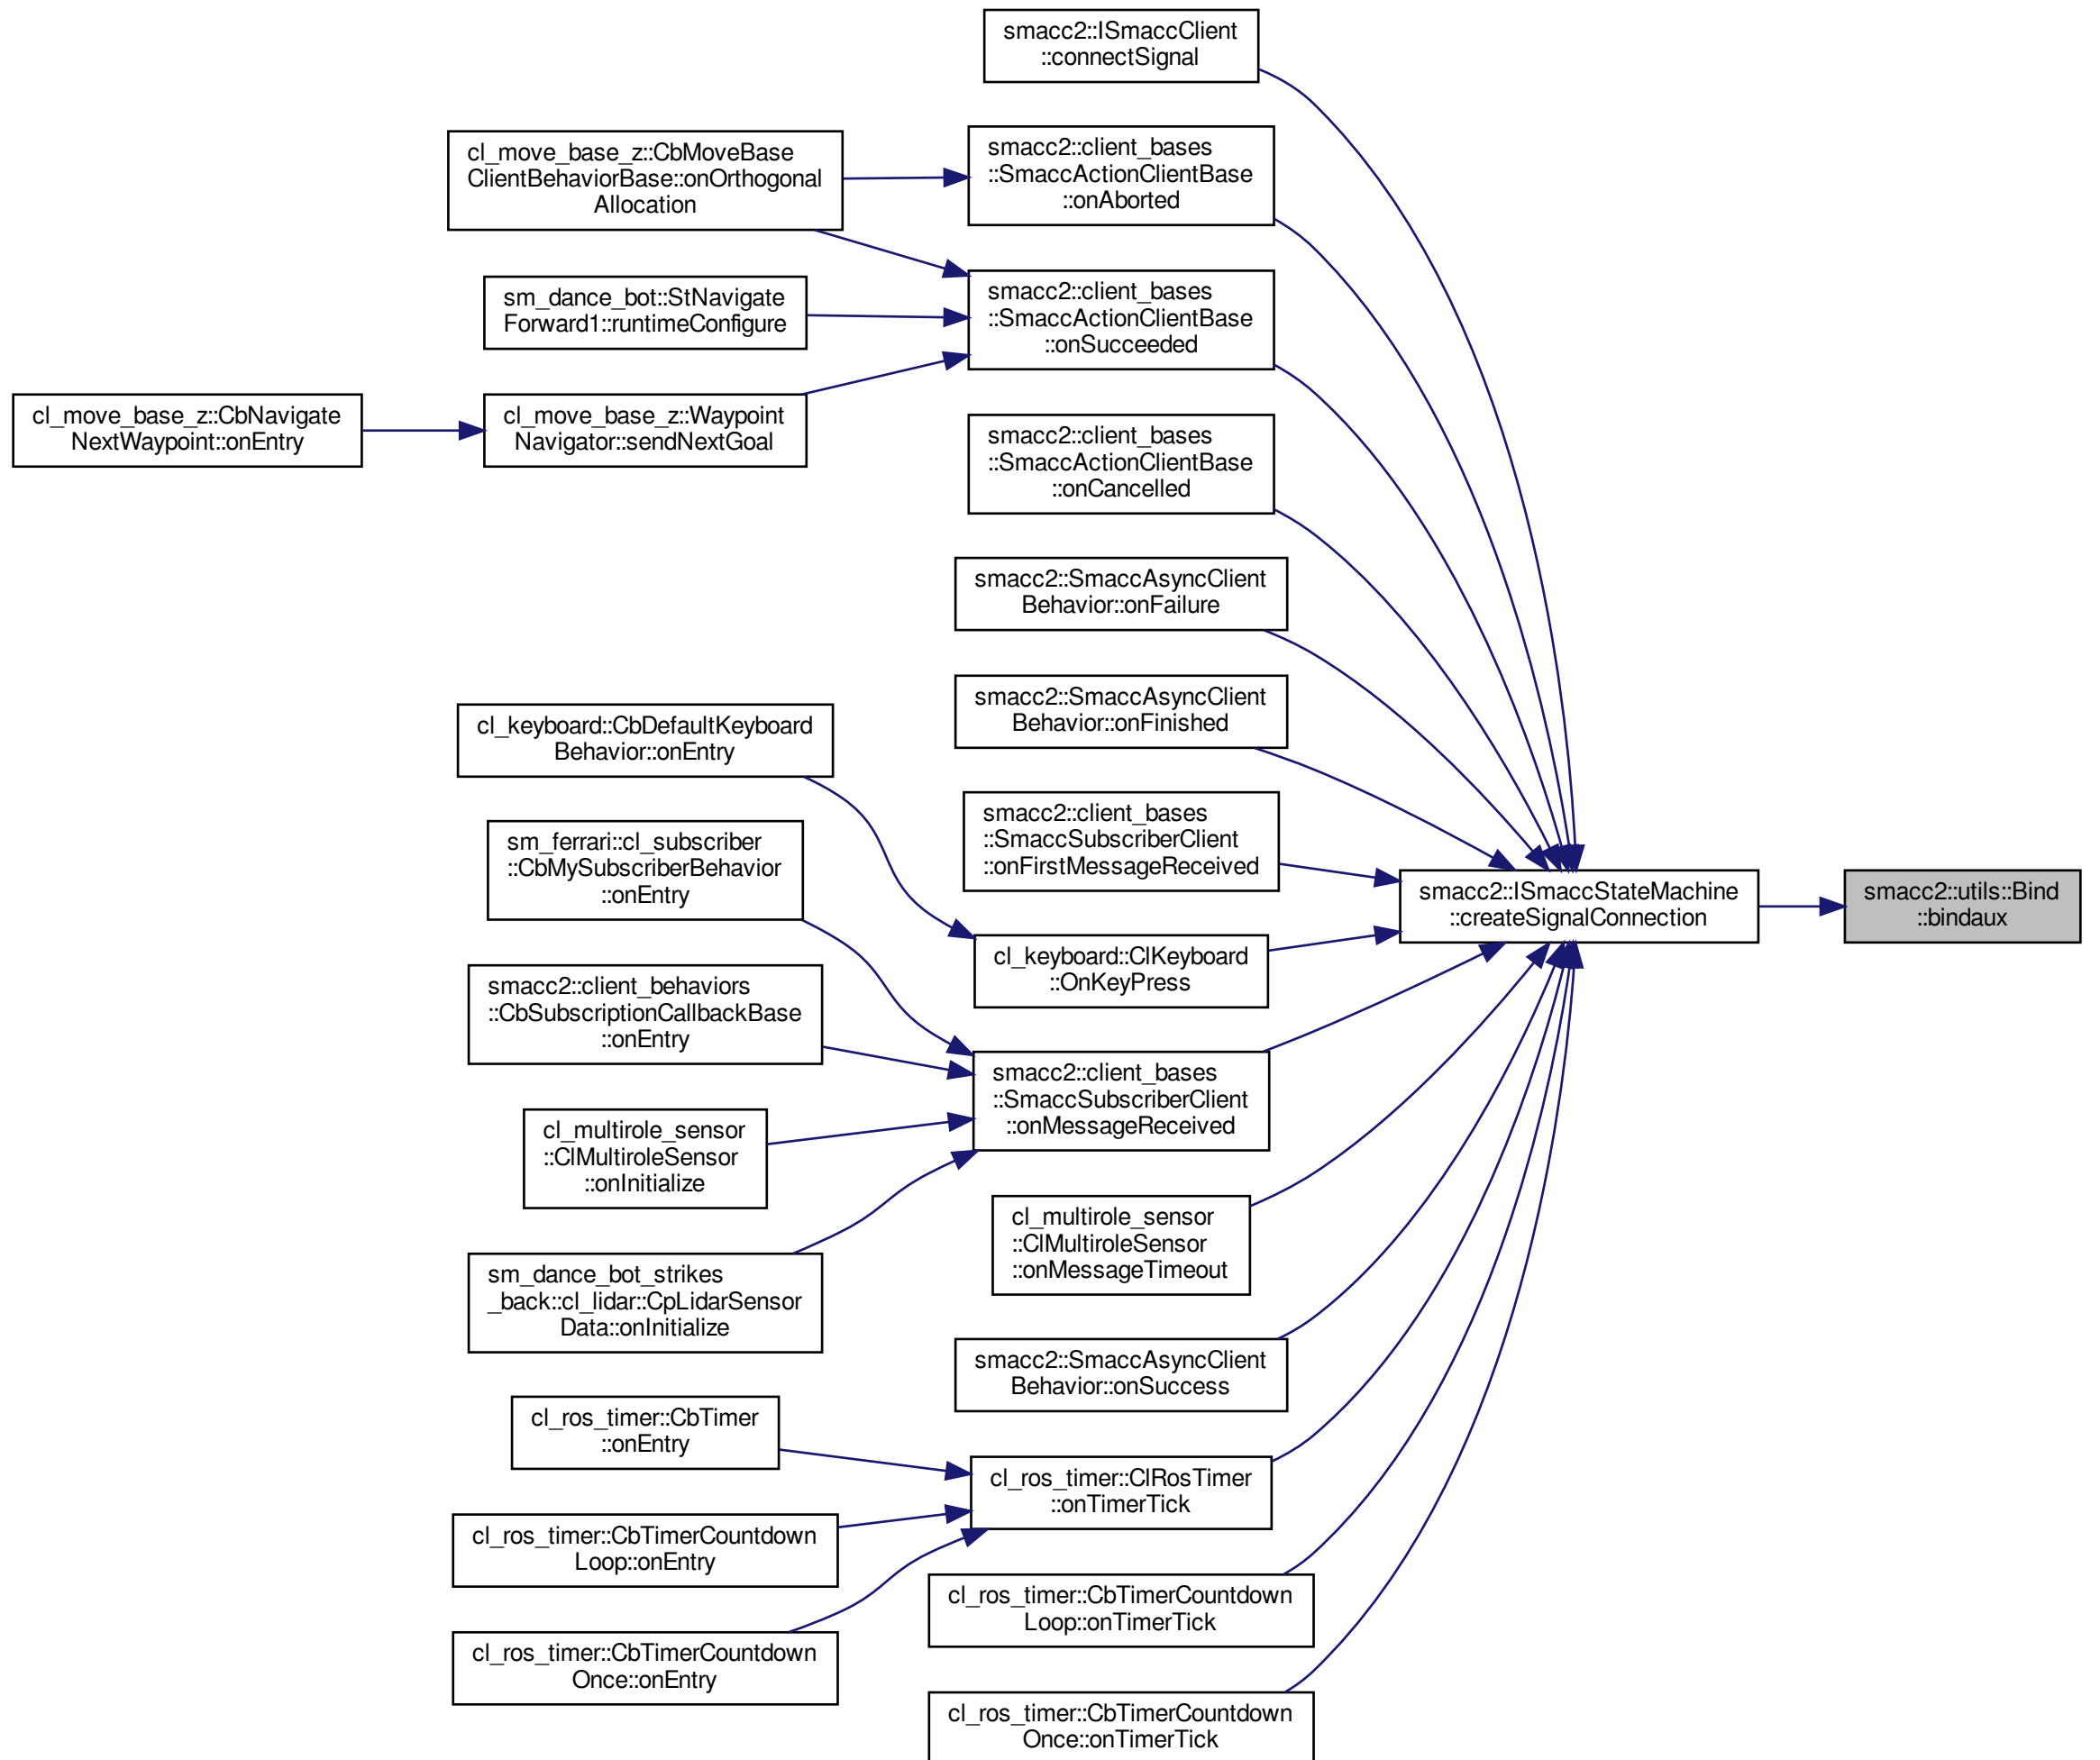 smacc2::ISmaccClient
::connectSignal
cl_move_base_z::CbMoveBase
ClientBehaviorBase::onOrthogonal
Allocation
smacc2::client_bases
::SmaccActionClientBase
::onAborted
sm_dance_bot::StNavigate
Forward1::runtimeConfigure
smacc2::client_bases
::SmaccActionClientBase
::onSucceeded
cl_move_base_z::CbNavigate
NextWaypoint::onEntry
cl_move_base_z::Waypoint
Navigator::sendNextGoal
smacc2::client_bases
::SmaccActionClientBase
::onCancelled
smacc2::SmaccAsyncClient
Behavior::onFailure
smacc2::SmaccAsyncClient
Behavior::onFinished
cl_keyboard::CbDefaultKeyboard
Behavior::onEntry
smacc2::client_bases
::SmaccSubscriberClient
::onFirstMessageReceived
sm_ferrari::cl_subscriber
::CbMySubscriberBehavior
::onEntry
smacc2::ISmaccStateMachine
::createSignalConnection
smacc2::utils::Bind
::bindaux
cl_keyboard::ClKeyboard
::OnKeyPress
smacc2::client_behaviors
::CbSubscriptionCallbackBase
::onEntry
smacc2::client_bases
::SmaccSubscriberClient
::onMessageReceived
cl_multirole_sensor
::ClMultiroleSensor
::onInitialize
cl_multirole_sensor
::ClMultiroleSensor
::onMessageTimeout
sm_dance_bot_strikes
_back::cl_lidar::CpLidarSensor
Data::onInitialize
smacc2::SmaccAsyncClient
Behavior::onSuccess
cl_ros_timer::CbTimer
::onEntry
cl_ros_timer::ClRosTimer
::onTimerTick
cl_ros_timer::CbTimerCountdown
Loop::onEntry
cl_ros_timer::CbTimerCountdown
Loop::onTimerTick
cl_ros_timer::CbTimerCountdown
Once::onEntry
cl_ros_timer::CbTimerCountdown
Once::onTimerTick